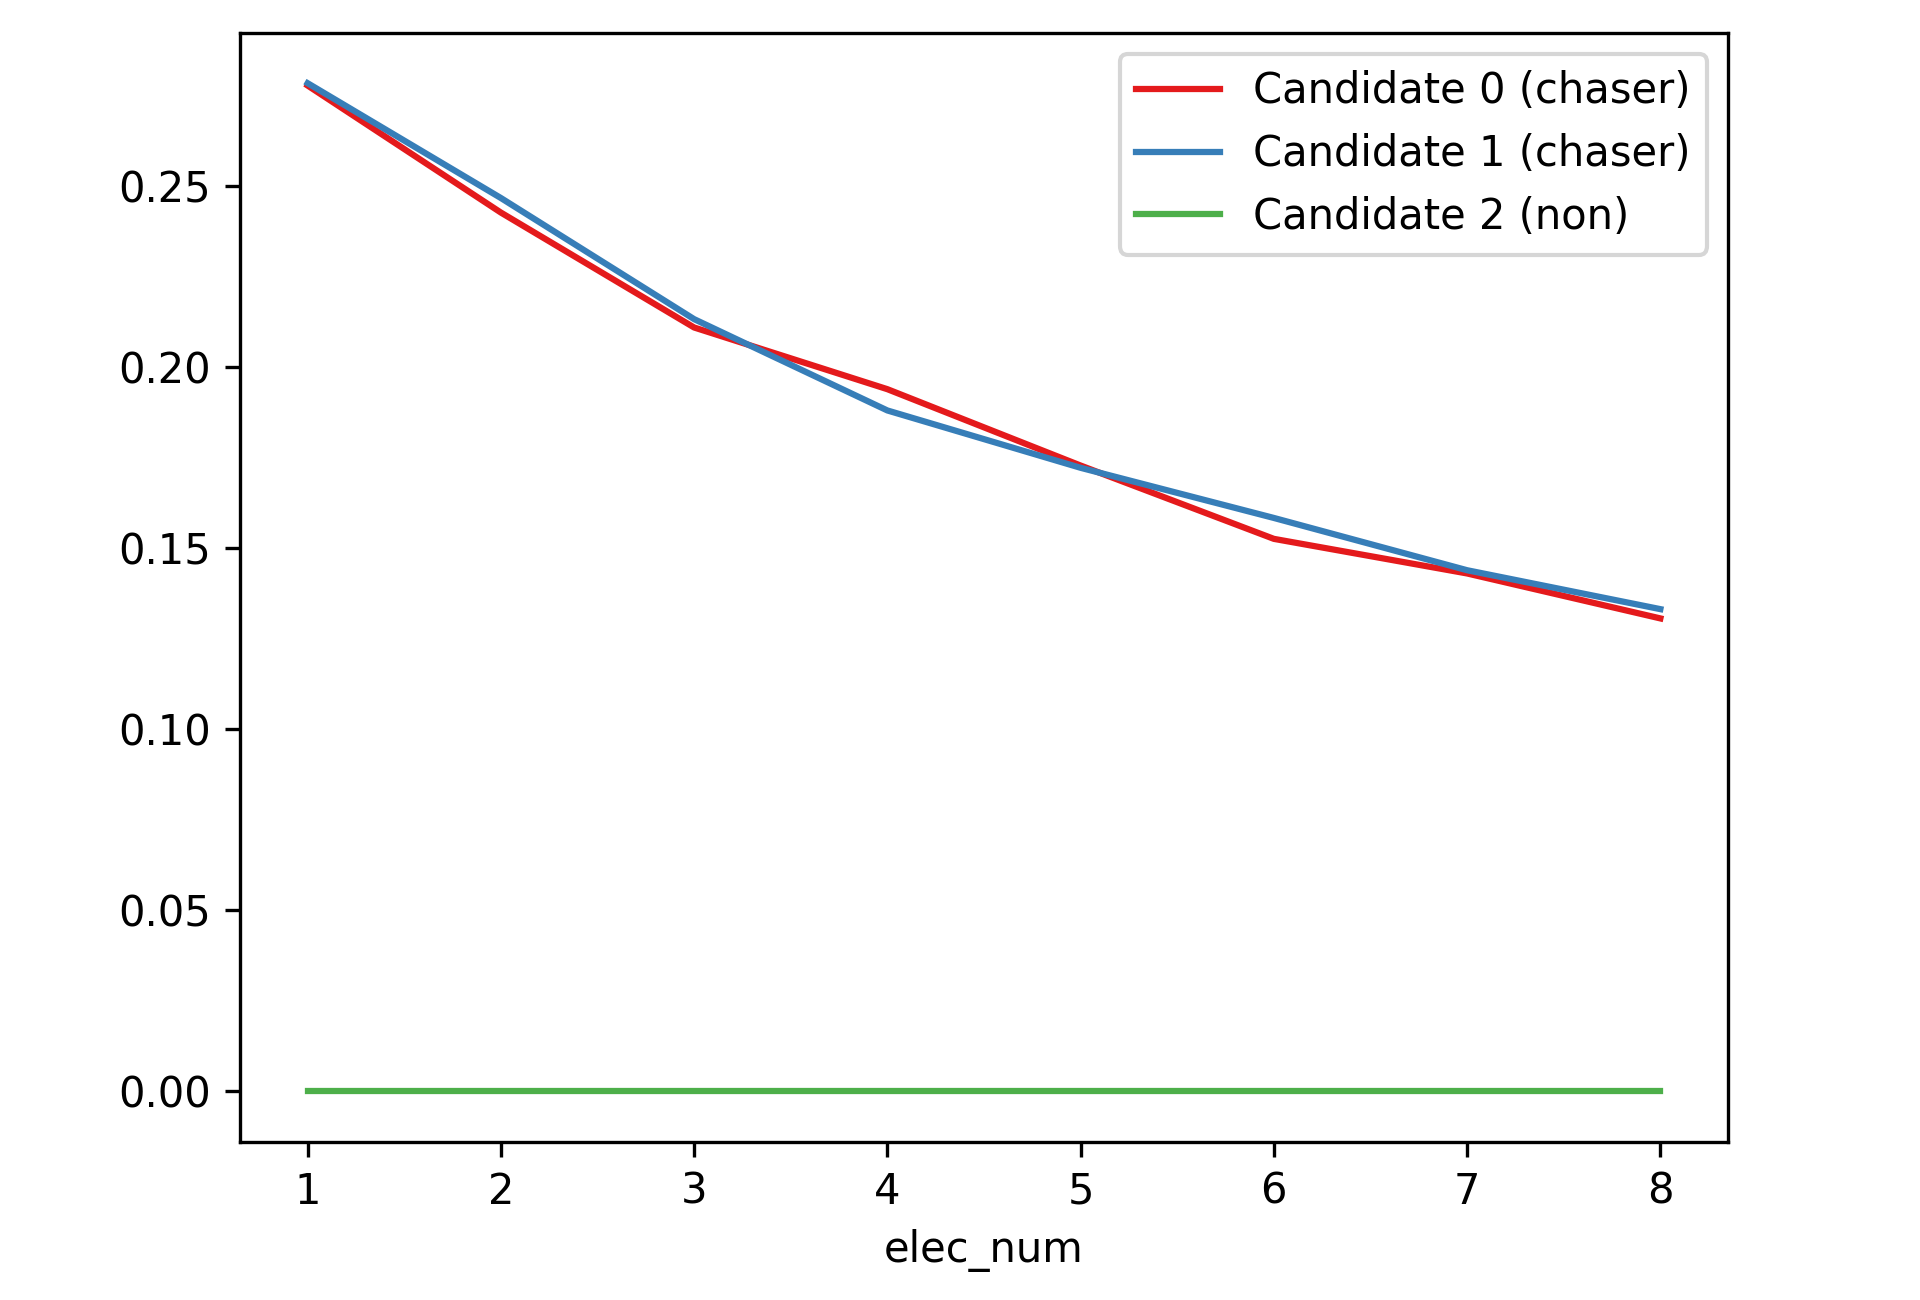 Candidate 0 (chaser)
Candidate 1 (chaser)
Candidate 2 (non)
0.25
0.20
0.15
0.10
0.05
0.00
1 2 3 4 5 6 7 8
elec_num